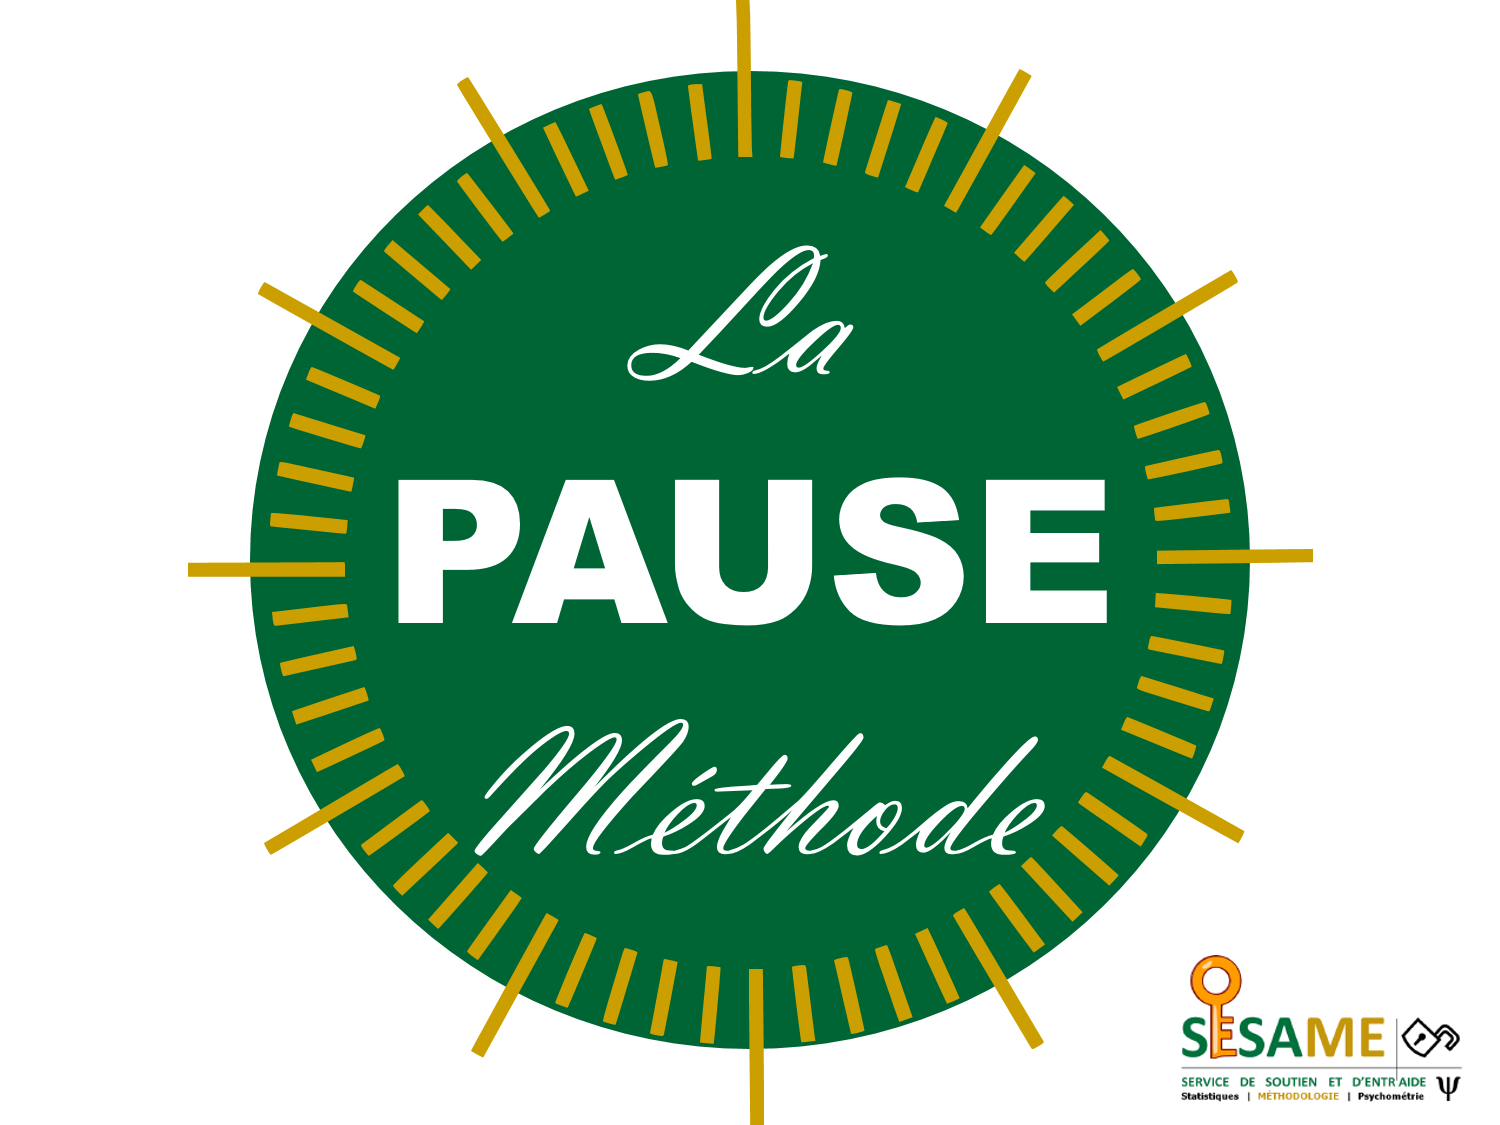 La
PAUSE
Méthode
SESAME
SERVICE DE SOUTIEN ET D'ENTRAIDE
Statistiques | MÉTHODOLOGIE | Psychométrie
Ψ